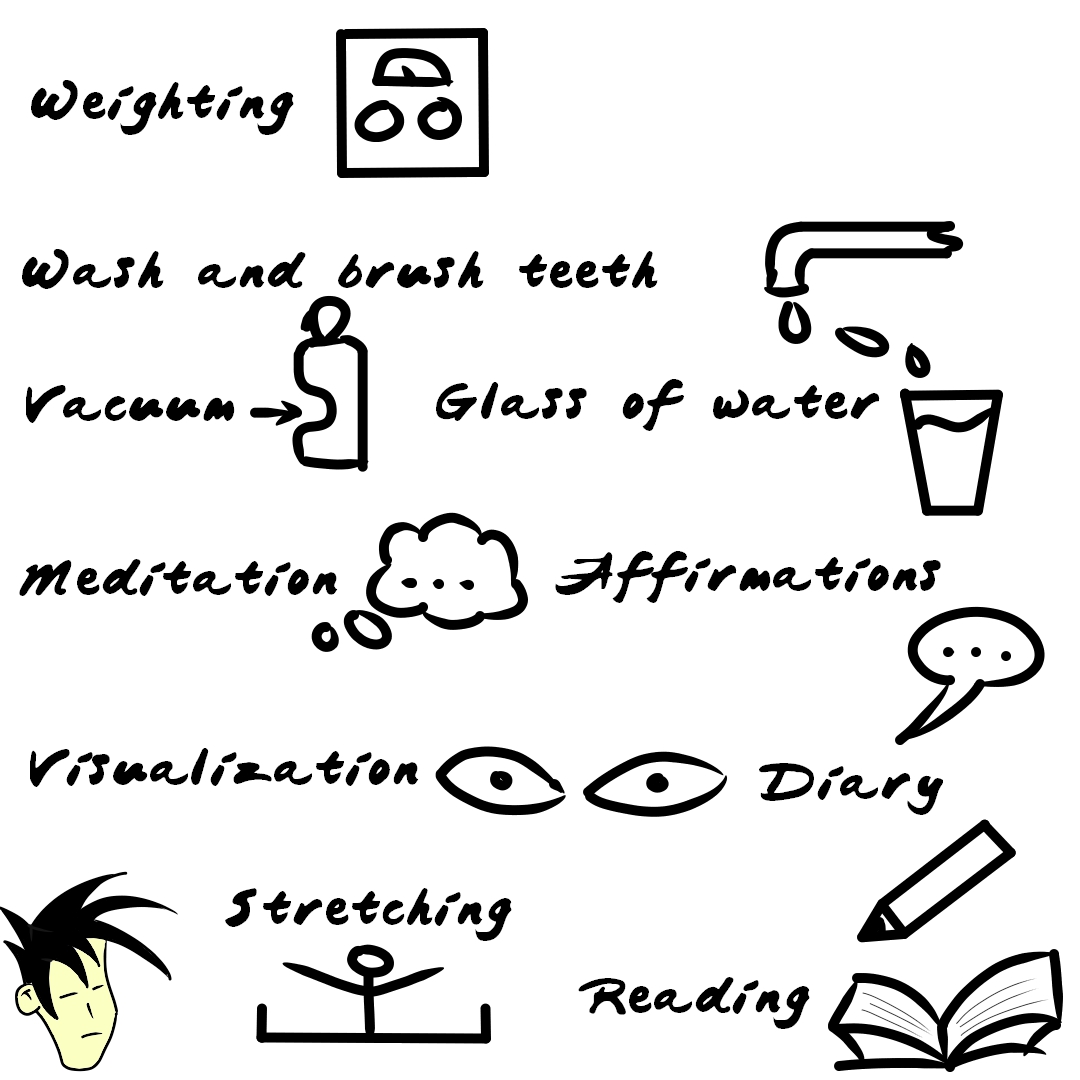 Weighting
Wash and brush teeth
Vacuum Glass of water
Meditation Affirmations
Visualization Diary
Stretching
Reading